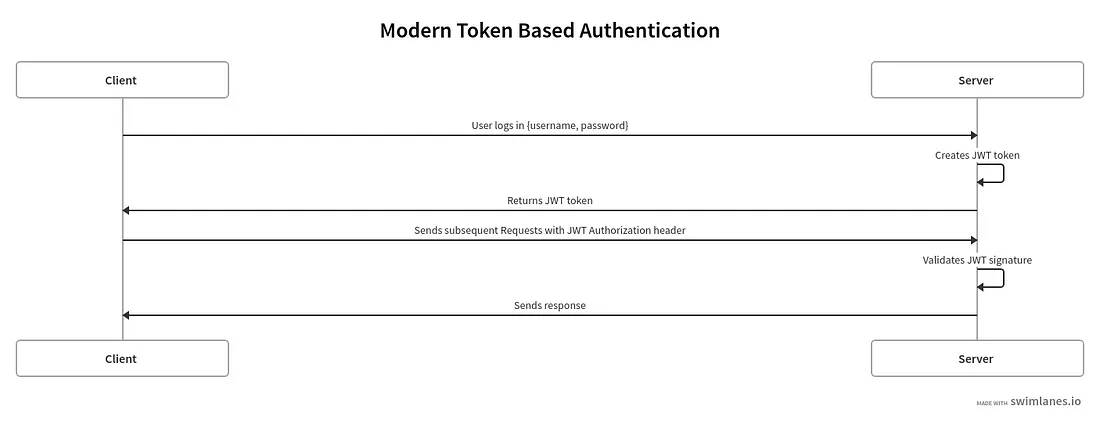 Modern Token Based Authentication
Client
Server
User logs in {username, password}
Creates JWT token
Returns JWT token
Sends subsequent Requests with JWT Authorization header
Validates JWT signature
Sends response
Client
Server
MADE WITH swimlanes.io